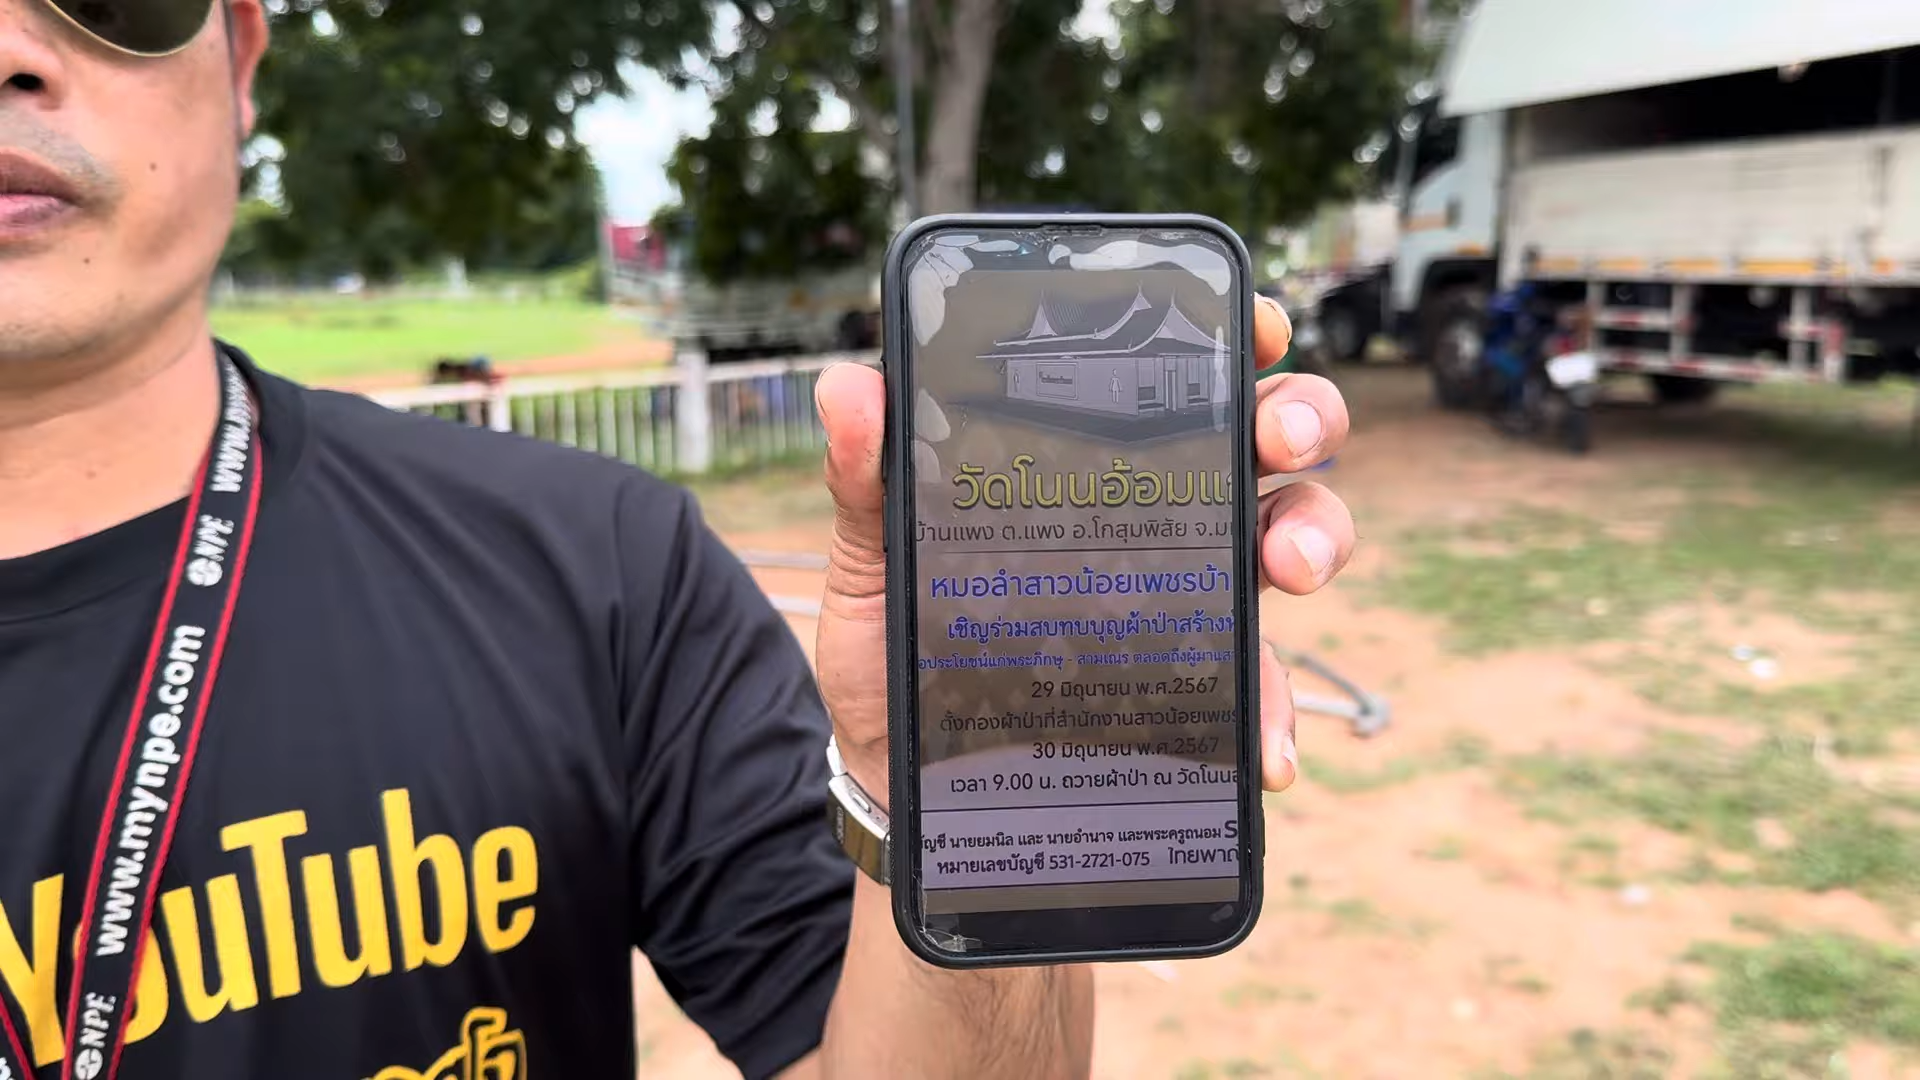 วัดโนนอ้อมแก
บ้านแพง ต.แพง อ.โกสุมพิสัย จ.ม
หมอลำสาวน้อยเพชรบ้า
เชิญร่วมสบทบบุญผ้าป่าสร้างห
อประโยชน์แก่พระภิกษุ - สามเณร ตลอดถึงผู้มาแส
29 มิถุนายน พ.ศ.2567
ตั้งกองผ้าป่าที่สำนักงานสาวน้อยเพชร
30 มิถุนายน พ.ศ.2567
เวลา 9.00 น. ถวายผ้าป่า ณ วัดโนนอ
บัญชี นายยมนิล และ นายอำนาจ และพระครูถนอม S
หมายเลขบัญชี 531-2721-075 ไทยพาณ
YouTube
www.mynpe.com
NPE
WWW.
NPE